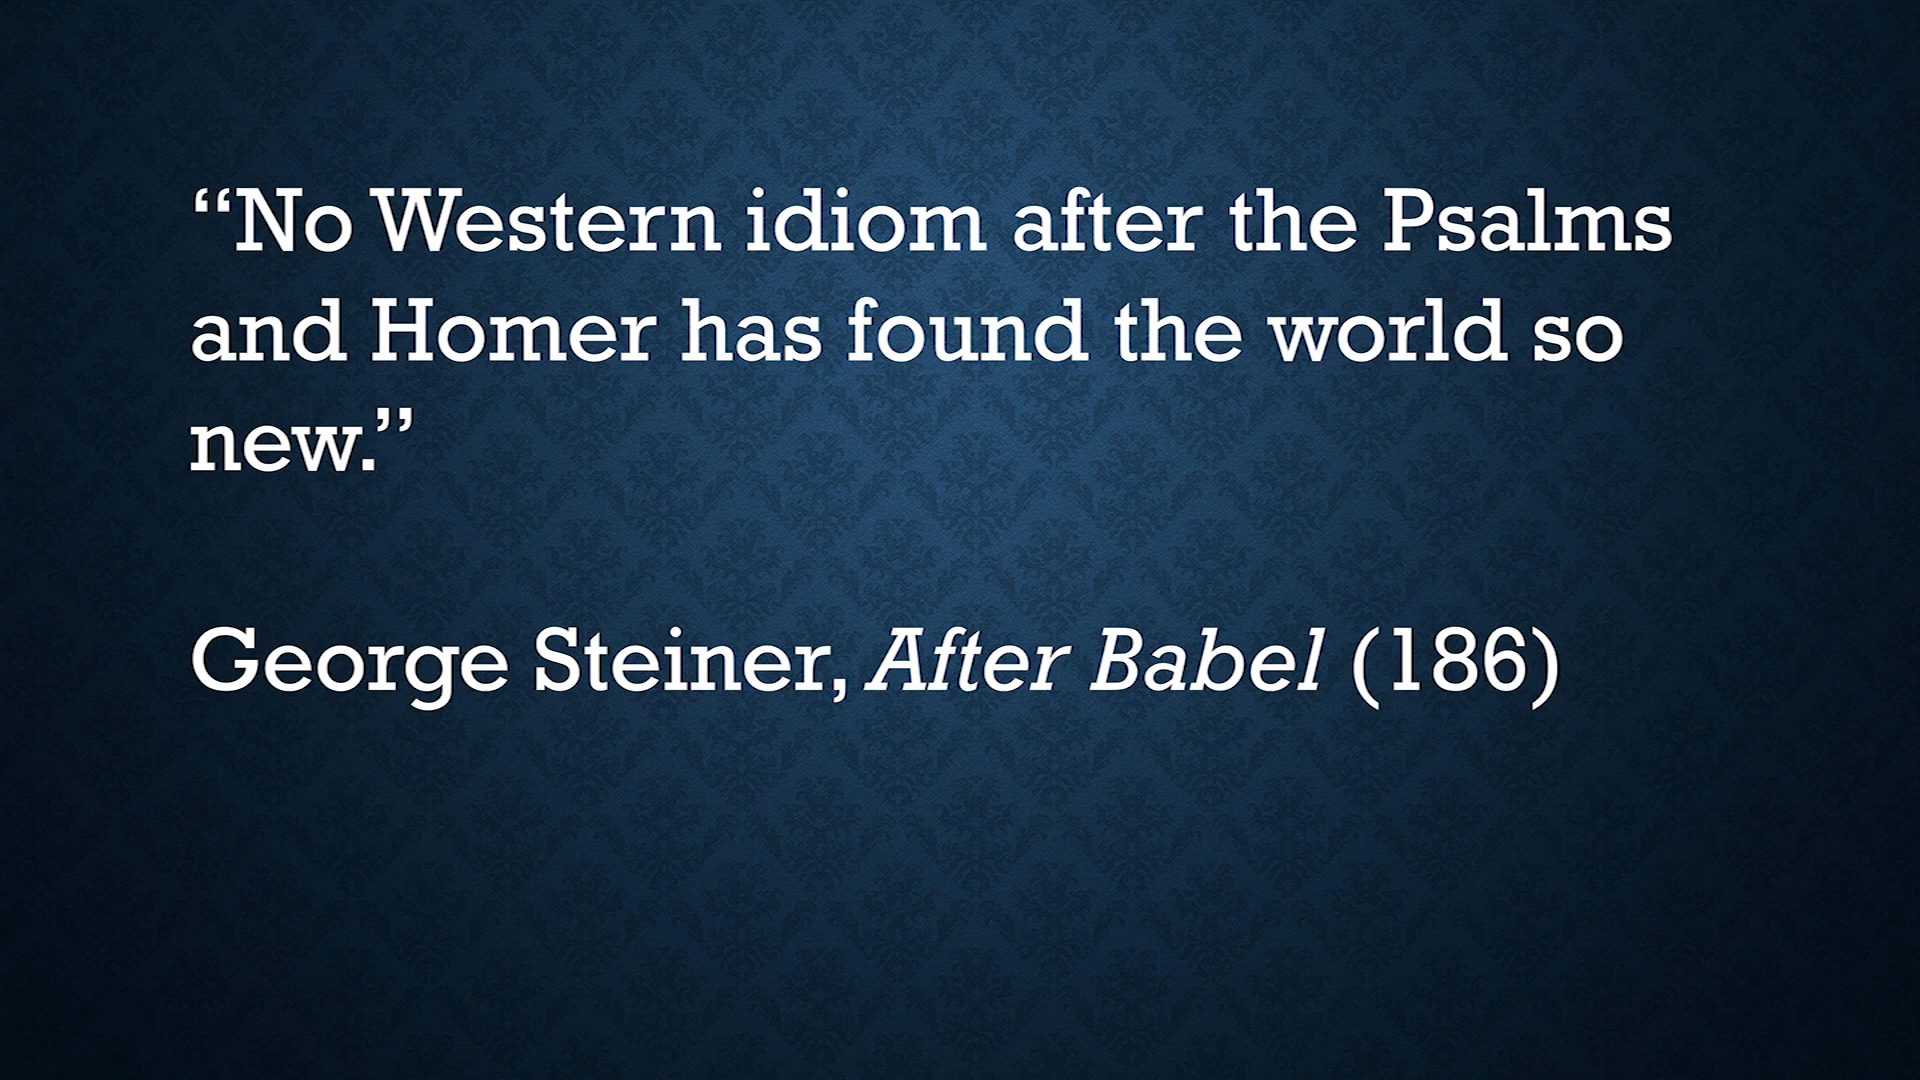 “No Western idiom after the Psalms
and Homer has found the world so
new.”
George Steiner, After Babel (186)